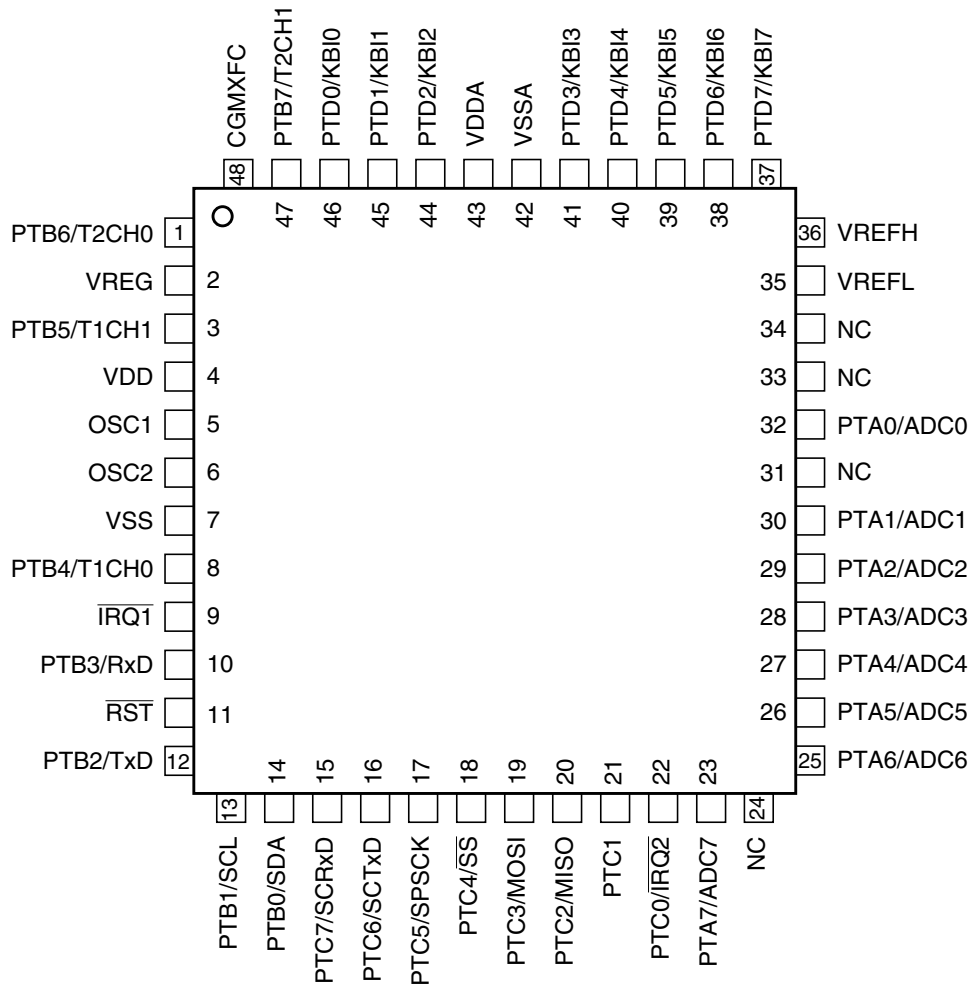 CGMXFC
PTB7/T2CH1
PTD0/KBI0
PTD1/KBI1
PTD2/KBI2
VDDA
VSSA
PTD3/KBI3
PTD4/KBI4
PTD5/KBI5
PTD6/KBI6
PTD7/KBI7
48
47
46
45
44
43
42
41
40
39
38
37
PTB6/T2CH0 1
VREG 2
PTB5/T1CH1 3
VDD 4
OSC1 5
OSC2 6
VSS 7
PTB4/T1CH0 8
IRQ1 9
PTB3/RxD 10
RST 11
PTB2/TxD 12
36 VREFH
35 VREFL
34 NC
33 NC
32 PTA0/ADC0
31 NC
30 PTA1/ADC1
29 PTA2/ADC2
28 PTA3/ADC3
27 PTA4/ADC4
26 PTA5/ADC5
25 PTA6/ADC6
13
14
15
16
17
18
19
20
21
22
23
24
PTB1/SCL
PTB0/SDA
PTC7/SCRxD
PTC6/SCTxD
PTC5/SPSCK
PTC4/SS
PTC3/MOSI
PTC2/MISO
PTC1
PTC0/IRQ2
PTA7/ADC7
NC